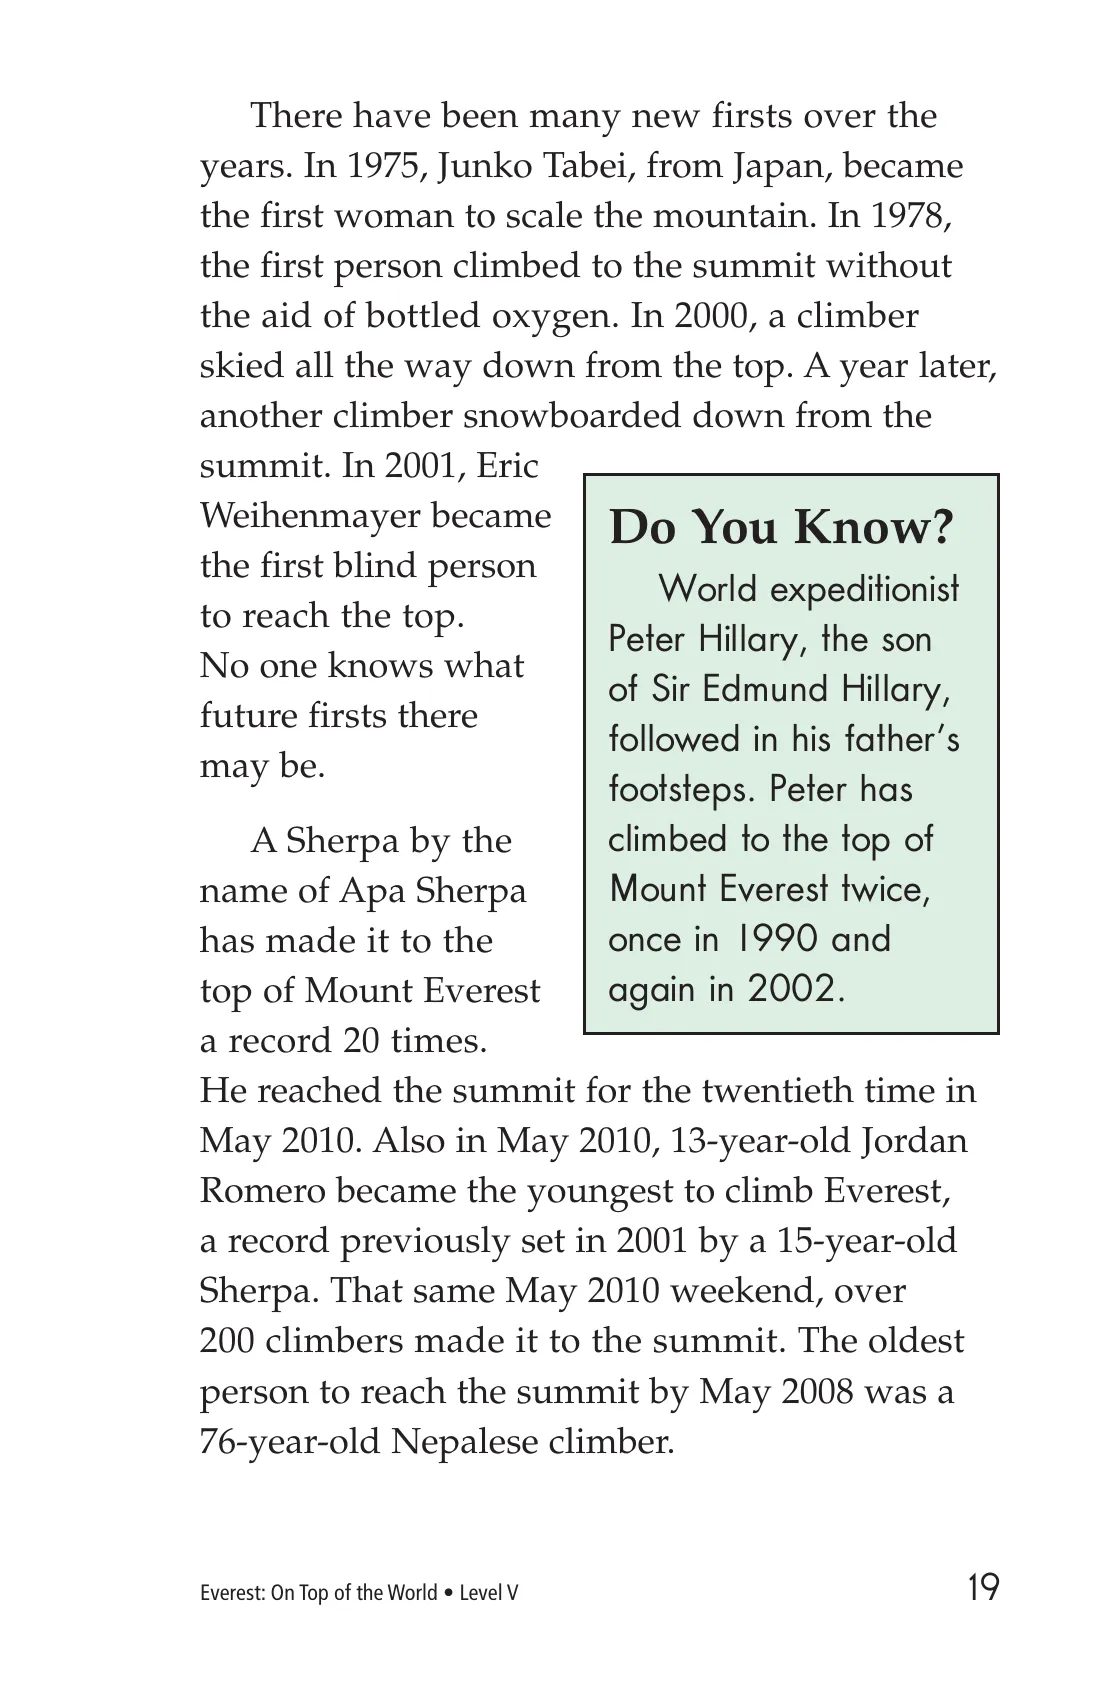 There have been many new firsts over the
years. In 1975, Junko Tabei, from Japan, became
the first woman to scale the mountain. In 1978,
the first person climbed to the summit without
the aid of bottled oxygen. In 2000, a climber
skied all the way down from the top. A year later,
another climber snowboarded down from the
summit. In 2001, Eric
Weihenmayer became
the first blind person
to reach the top.
No one knows what
future firsts there
may be.
A Sherpa by the
name of Apa Sherpa
has made it to the
top of Mount Everest
a record 20 times.
He reached the summit for the twentieth time in
May 2010. Also in May 2010, 13-year-old Jordan
Romero became the youngest to climb Everest,
a record previously set in 2001 by a 15-year-old
Sherpa. That same May 2010 weekend, over
200 climbers made it to the summit. The oldest
person to reach the summit by May 2008 was a
76-year-old Nepalese climber.
Do You Know?
World expeditionist
Peter Hillary, the son
of Sir Edmund Hillary,
followed in his father’s
footsteps. Peter has
climbed to the top of
Mount Everest twice,
once in 1990 and
again in 2002.
Everest: On Top of the World • Level V
19